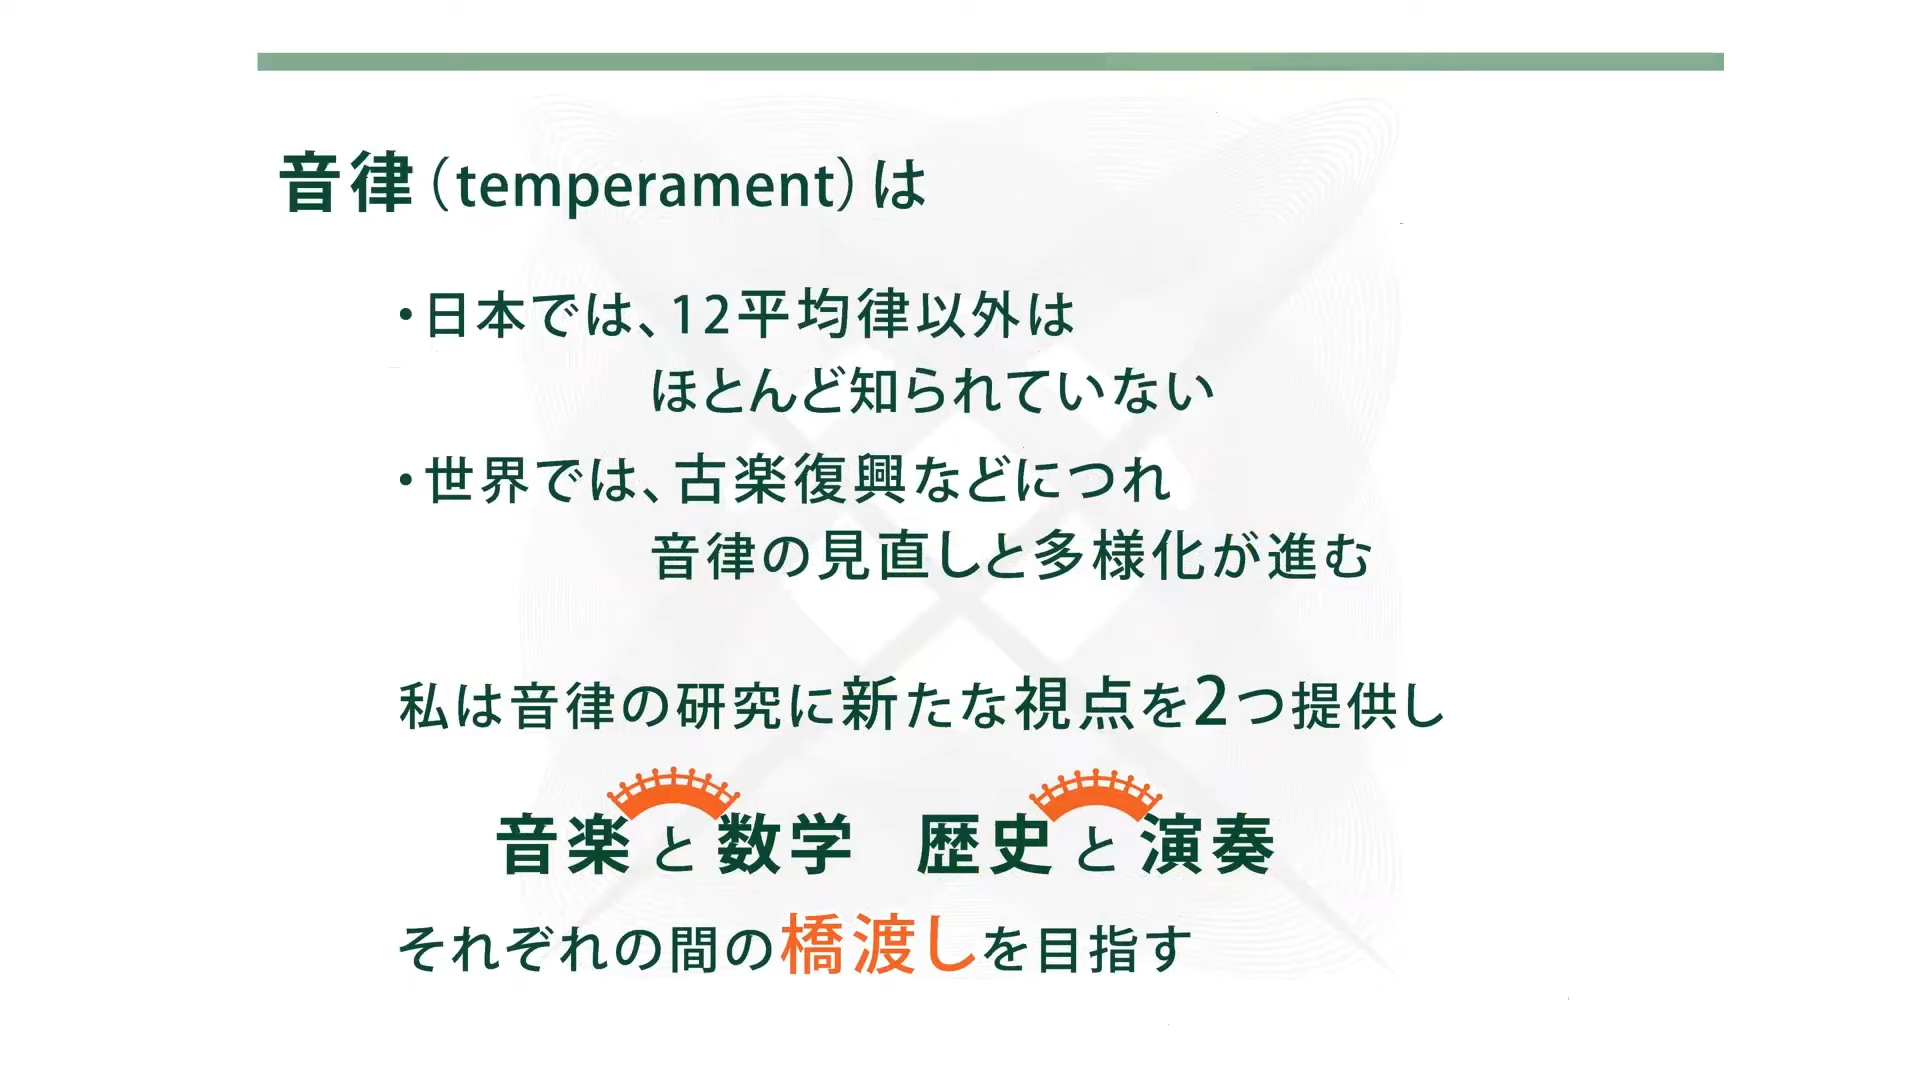 音律（temperament）は
・日本では、12平均律以外は
ほとんど知られていない
・世界では、古楽復興などにつれ
音律の見直しと多様化が進む
私は音律の研究に新たな視点を2つ提供し
音楽と数学　歴史と演奏
それぞれの間の橋渡しを目指す